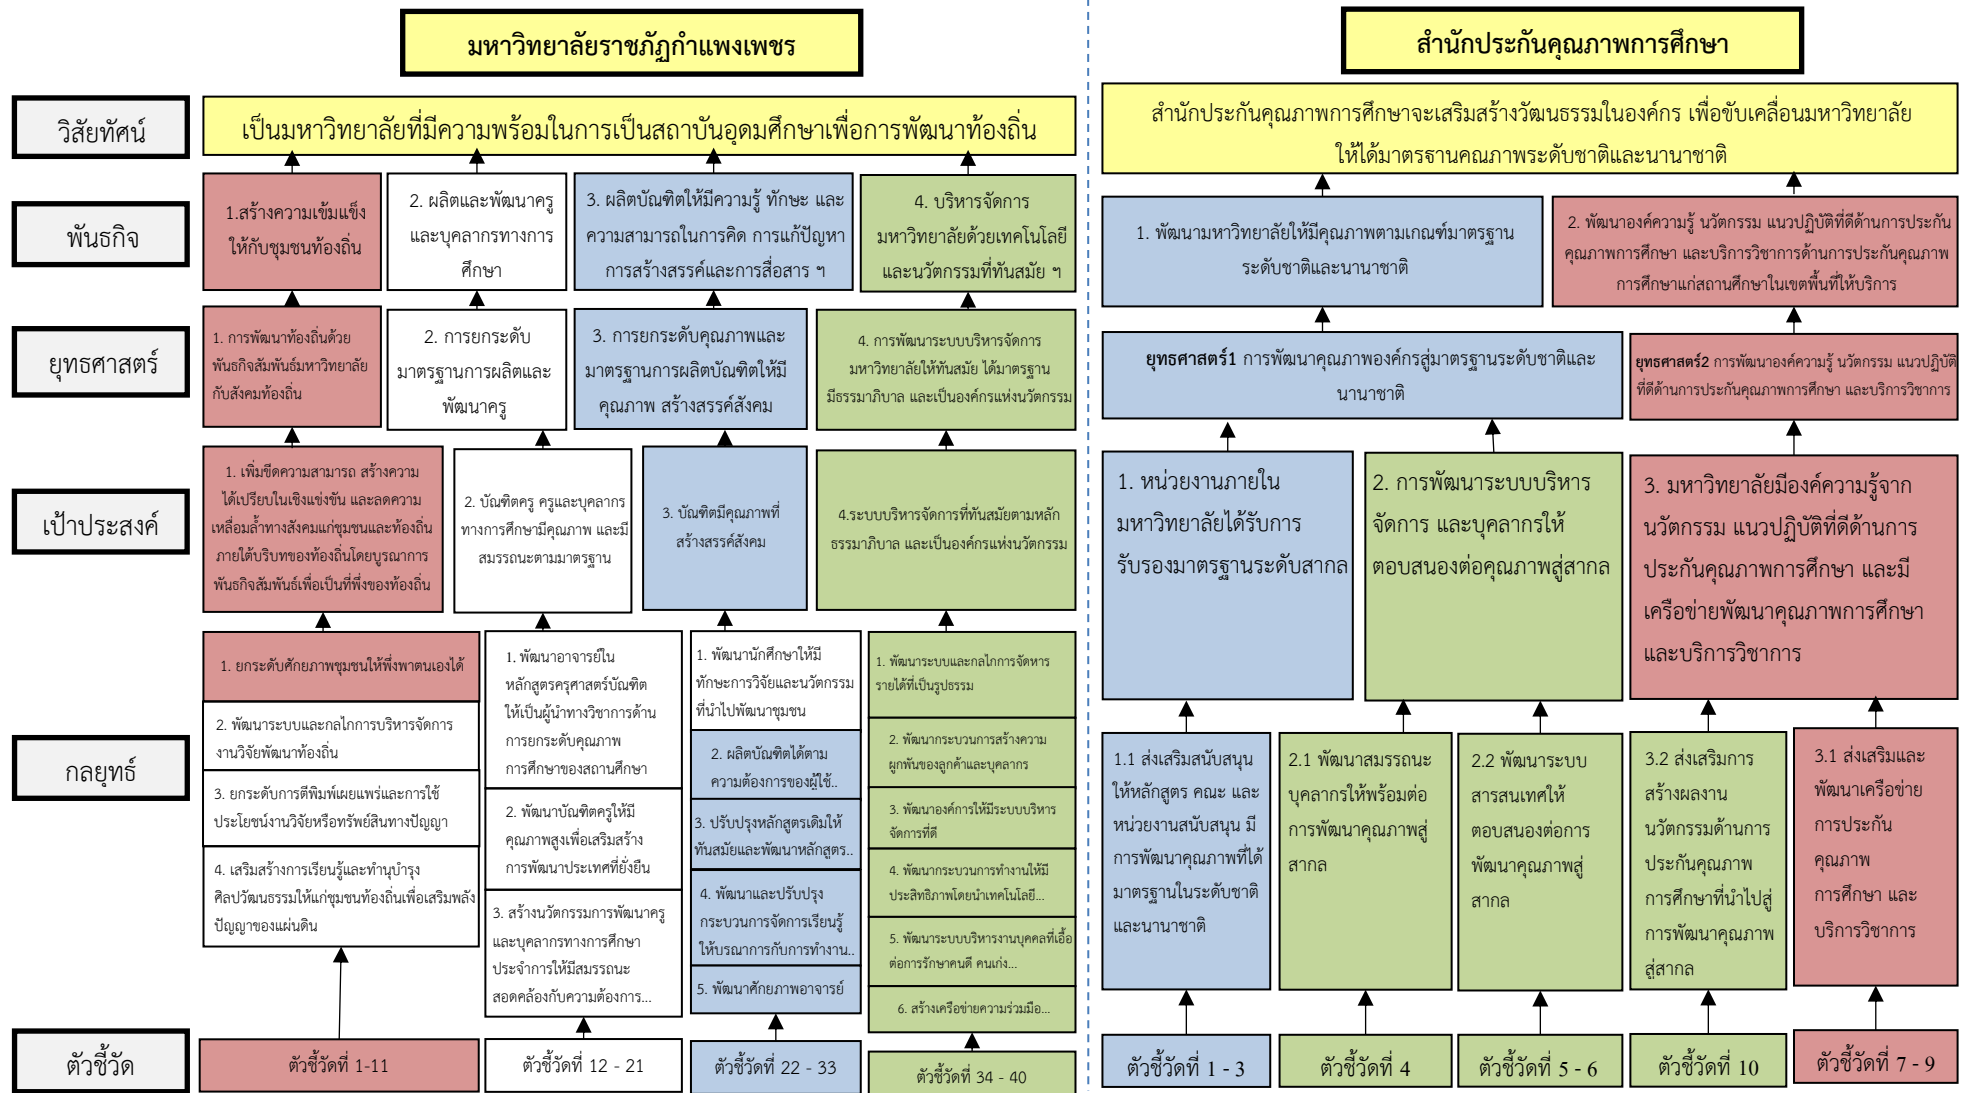 มหาวิทยาลัยราชภัฏกำแพงเพชร
สำนักประกันคุณภาพการศึกษา
วิสัยทัศน์
เป็นมหาวิทยาลัยที่มีความพร้อมในการเป็นสถาบันอุดมศึกษาเพื่อการพัฒนาท้องถิ่น
สำนักประกันคุณภาพการศึกษาจะเสริมสร้างวัฒนธรรมในองค์กร เพื่อขับเคลื่อนมหาวิทยาลัย
ให้ได้มาตรฐานคุณภาพระดับชาติและนานาชาติ
พันธกิจ
1.สร้างความเข้มแข็ง
ให้กับชุมชนท้องถิ่น
2. ผลิตและพัฒนาครู
และบุคลากรทางการ
ศึกษา
3. ผลิตบัณฑิตให้มีความรู้ ทักษะ และ
ความสามารถในการคิด การแก้ปัญหา
การสร้างสรรค์และการสื่อสาร ฯ
4. บริหารจัดการ
มหาวิทยาลัยด้วยเทคโนโลยี
และนวัตกรรมที่ทันสมัย ฯ
1. พัฒนามหาวิทยาลัยให้มีคุณภาพตามเกณฑ์มาตรฐาน
ระดับชาติและนานาชาติ
2. พัฒนาองค์ความรู้ นวัตกรรม แนวปฏิบัติที่ดีด้านการประกัน
คุณภาพการศึกษา และบริการวิชาการด้านการประกันคุณภาพ
การศึกษาแก่สถานศึกษาในเขตพื้นที่ให้บริการ
ยุทธศาสตร์
1. การพัฒนาท้องถิ่นด้วย
พันธกิจสัมพันธ์มหาวิทยาลัย
กับสังคมท้องถิ่น
2. การยกระดับ
มาตรฐานการผลิตและ
พัฒนาครู
3. การยกระดับคุณภาพและ
มาตรฐานการผลิตบัณฑิตให้มี
คุณภาพ สร้างสรรค์สังคม
4. การพัฒนาระบบบริหารจัดการ
มหาวิทยาลัยให้ทันสมัย ได้มาตรฐาน
มีธรรมาภิบาล และเป็นองค์กรแห่งนวัตกรรม
ยุทธศาสตร์1 การพัฒนาคุณภาพองค์กรสู่มาตรฐานระดับชาติและ
นานาชาติ
ยุทธศาสตร์2 การพัฒนาองค์ความรู้ นวัตกรรม แนวปฏิบัติ
ที่ดีด้านการประกันคุณภาพการศึกษา และบริการวิชาการ
เป้าประสงค์
1. เพิ่มขีดความสามารถ สร้างความ
ได้เปรียบในเชิงแข่งขัน และลดความ
เหลื่อมล้ำทางสังคมแก่ชุมชนและท้องถิ่น
ภายใต้บริบทของท้องถิ่นโดยบูรณาการ
พันธกิจสัมพันธ์เพื่อเป็นที่พึ่งของท้องถิ่น
2. บัณฑิตครู ครูและบุคลากร
ทางการศึกษามีคุณภาพ และมี
สมรรถนะตามมาตรฐาน
3. บัณฑิตมีคุณภาพที่
สร้างสรรค์สังคม
4.ระบบบริหารจัดการที่ทันสมัยตามหลัก
ธรรมาภิบาล และเป็นองค์กรแห่งนวัตกรรม
1. หน่วยงานภายใน
มหาวิทยาลัยได้รับการ
รับรองมาตรฐานระดับสากล
2. การพัฒนาระบบบริหาร
จัดการ และบุคลากรให้
ตอบสนองต่อคุณภาพสู่สากล
3. มหาวิทยาลัยมีองค์ความรู้จาก
นวัตกรรม แนวปฏิบัติที่ดีด้านการ
ประกันคุณภาพการศึกษา และมี
เครือข่ายพัฒนาคุณภาพการศึกษา
และบริการวิชาการ
กลยุทธ์
1. ยกระดับศักยภาพชุมชนให้พึ่งพาตนเองได้
2. พัฒนาระบบและกลไกการบริหารจัดการ
งานวิจัยพัฒนาท้องถิ่น
3. ยกระดับการตีพิมพ์เผยแพร่และการใช้
ประโยชน์งานวิจัยหรือทรัพย์สินทางปัญญา
4. เสริมสร้างการเรียนรู้และทำนุบำรุง
ศิลปวัฒนธรรมให้แก่ชุมชนท้องถิ่นเพื่อเสริมพลัง
ปัญญาของแผ่นดิน
1. พัฒนาอาจารย์ใน
หลักสูตรครุศาสตร์บัณฑิต
ให้เป็นผู้นำทางวิชาการด้าน
การยกระดับคุณภาพ
การศึกษาของสถานศึกษา
2. พัฒนาบัณฑิตครูให้มี
คุณภาพสูงเพื่อเสริมสร้าง
การพัฒนาประเทศที่ยั่งยืน
3. สร้างนวัตกรรมการพัฒนาครู
และบุคลากรทางการศึกษา
ประจำการให้มีสมรรถนะ
สอดคล้องกับความต้องการ...
1. พัฒนานักศึกษาให้มี
ทักษะการวิจัยและนวัตกรรม
ที่นำไปพัฒนาชุมชน
2. ผลิตบัณฑิตได้ตาม
ความต้องการของผู้ใช้..
3. ปรับปรุงหลักสูตรเดิมให้
ทันสมัยและพัฒนาหลักสูตร..
4. พัฒนาและปรับปรุง
กระบวนการจัดการเรียนรู้
ให้บูรณาการกับการทำงาน..
5. พัฒนาศักยภาพอาจารย์
1. พัฒนาระบบและกลไกการจัดหาร
รายได้ที่เป็นรูปธรรม
2. พัฒนากระบวนการสร้างความ
ผูกพันของลูกค้าและบุคลากร
3. พัฒนาองค์การให้มีระบบบริหาร
จัดการที่ดี
4. พัฒนากระบวนการทำงานให้มี
ประสิทธิภาพโดยนำเทคโนโลยี...
5. พัฒนาระบบบริหารงานบุคคลที่เอื้อ
ต่อการรักษาคนดี คนเก่ง...
6. สร้างเครือข่ายความร่วมมือ...
1.1 ส่งเสริมสนับสนุน
ให้หลักสูตร คณะ และ
หน่วยงานสนับสนุน มี
การพัฒนาคุณภาพที่ได้
มาตรฐานในระดับชาติ
และนานาชาติ
2.1 พัฒนาสมรรถนะ
บุคลากรให้พร้อมต่อ
การพัฒนาคุณภาพสู่
สากล
2.2 พัฒนาระบบ
สารสนเทศให้
ตอบสนองต่อการ
พัฒนาคุณภาพสู่
สากล
3.2 ส่งเสริมการ
สร้างผลงาน
นวัตกรรมด้านการ
ประกันคุณภาพ
การศึกษาที่นำไปสู่
การพัฒนาคุณภาพ
สู่สากล
3.1 ส่งเสริมและ
พัฒนาเครือข่าย
การประกัน
คุณภาพ
การศึกษา และ
บริการวิชาการ
ตัวชี้วัด
ตัวชี้วัดที่ 1-11
ตัวชี้วัดที่ 12 - 21
ตัวชี้วัดที่ 22 - 33
ตัวชี้วัดที่ 34 - 40
ตัวชี้วัดที่ 1 - 3
ตัวชี้วัดที่ 4
ตัวชี้วัดที่ 5 - 6
ตัวชี้วัดที่ 10
ตัวชี้วัดที่ 7 - 9